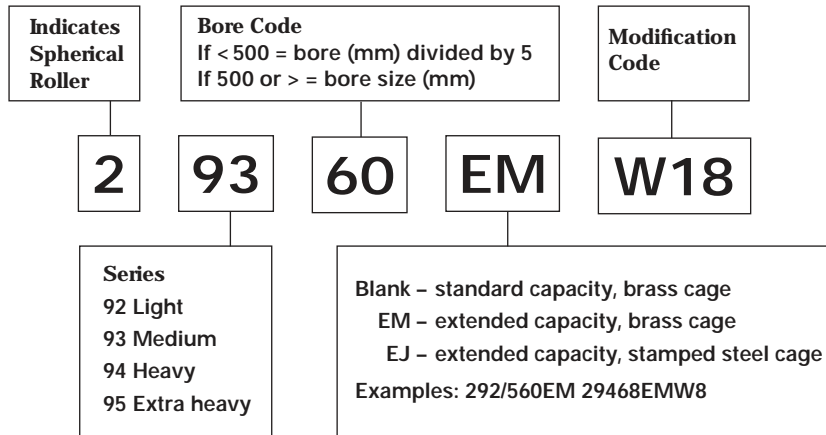 Indicates
Spherical
Roller
Bore Code
If < 500 = bore (mm) divided by 5
If 500 or > = bore size (mm)
Modification
Code
2
93
60
EM
W18
Series
92 Light
93 Medium
94 Heavy
95 Extra heavy
Blank – standard capacity, brass cage
EM – extended capacity, brass cage
EJ – extended capacity, stamped steel cage
Examples: 292/560EM 29468EMW8